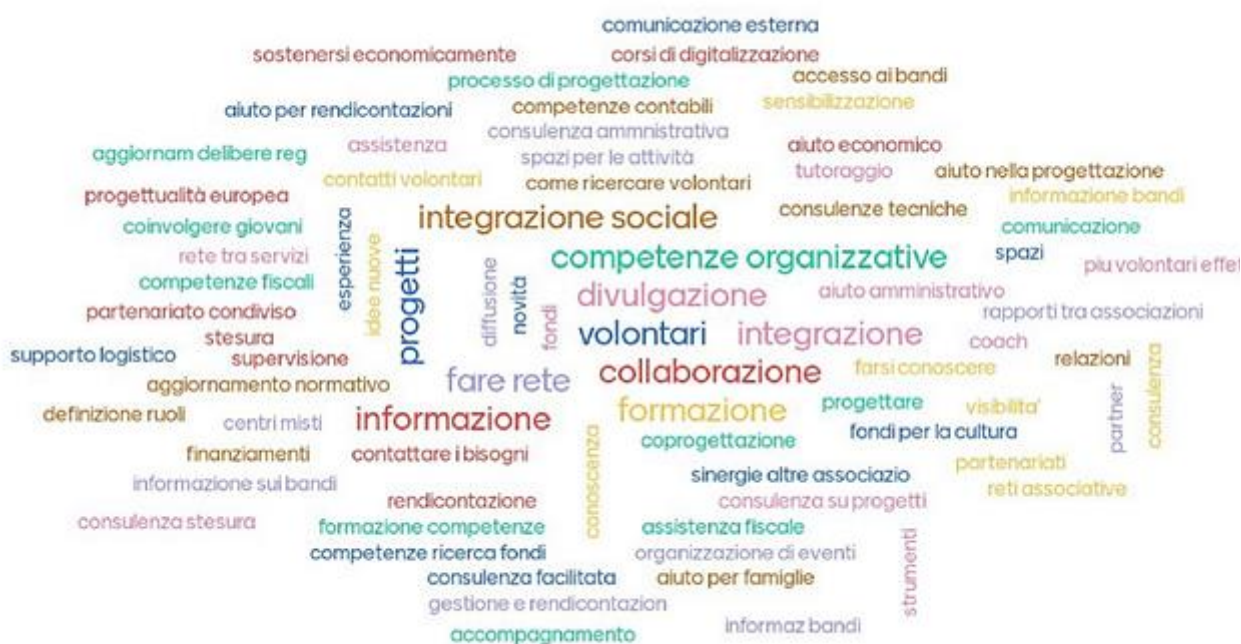 comunicazione esterna
sostenersi economicamente
corsi di digitalizzazione
processo di progettazione
accesso ai bandi
aiuto per rendicontazioni
competenze contabili
sensibilizzazione
consulenza ammnistrativa
aggiornam delibere reg
assistenza
spazi per le attività
aiuto economico
contatti volontari
come ricercare volontari
tutoraggio
aiuto nella progettazione
progettualità europea
informazione bandi
coinvolgere giovani
esperienza
idee nuove
integrazione sociale
consulenze tecniche
comunicazione
rete tra servizi
progetti
diffusione
novità
fondi
competenze organizzative
spazi
piu volontari effet
competenze fiscali
divulgazione
aiuto amministrativo
partenariato condiviso
rapporti tra associazioni
stesura
volontari
integrazione
coach
supporto logistico
supervisione
relazioni
consulenza
aggiornamento normativo
fare rete
collaborazione
farsi conoscere
partner
definizione ruoli
centri misti
informazione
formazione
progettare
visibilita'
finanziamenti
contattare i bisogni
conoscenza
coprogettazione
fondi per la cultura
informazione sui bandi
sinergie altre associazio
partenariati
rendicontazione
consulenza su progetti
reti associative
consulenza stesura
formazione competenze
assistenza fiscale
strumenti
competenze ricerca fondi
organizzazione di eventi
consulenza facilitata
aiuto per famiglie
gestione e rendicontazion
accompagnamento
informaz bandi